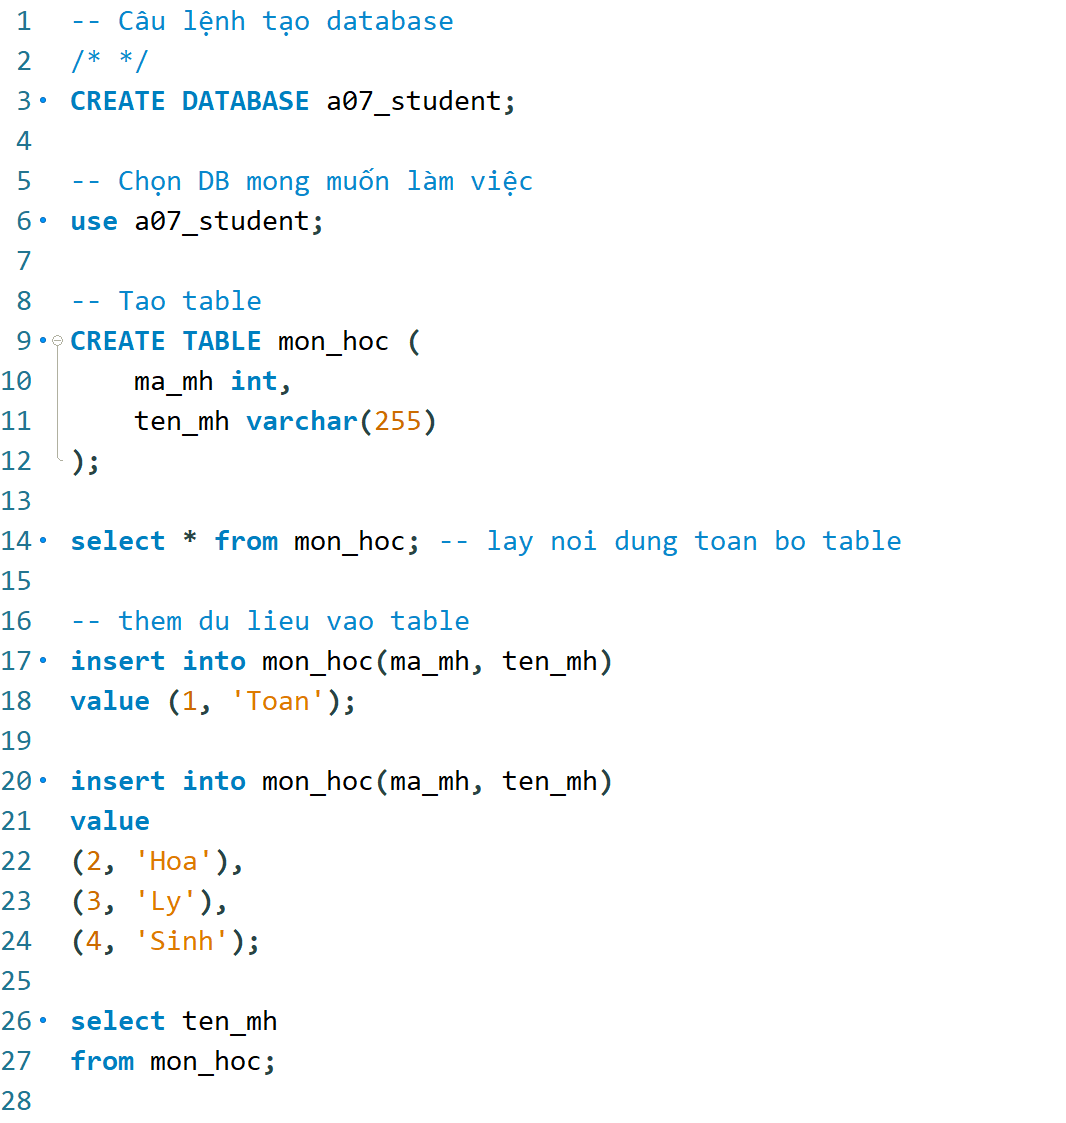 1 -- Câu lệnh tạo database
2 /* */
3 CREATE DATABASE a07_student;
4
5 -- Chọn DB mong muốn làm việc
6 use a07_student;
7
8 -- Tao table
9 CREATE TABLE mon_hoc (
10 ma_mh int,
11 ten_mh varchar(255)
12 );
13
14 select * from mon_hoc; -- lay noi dung toan bo table
15
16 -- them du lieu vao table
17 insert into mon_hoc(ma_mh, ten_mh)
18 value (1, 'Toan');
19
20 insert into mon_hoc(ma_mh, ten_mh)
21 value
22 (2, 'Hoa'),
23 (3, 'Ly'),
24 (4, 'Sinh');
25
26 select ten_mh
27 from mon_hoc;
28